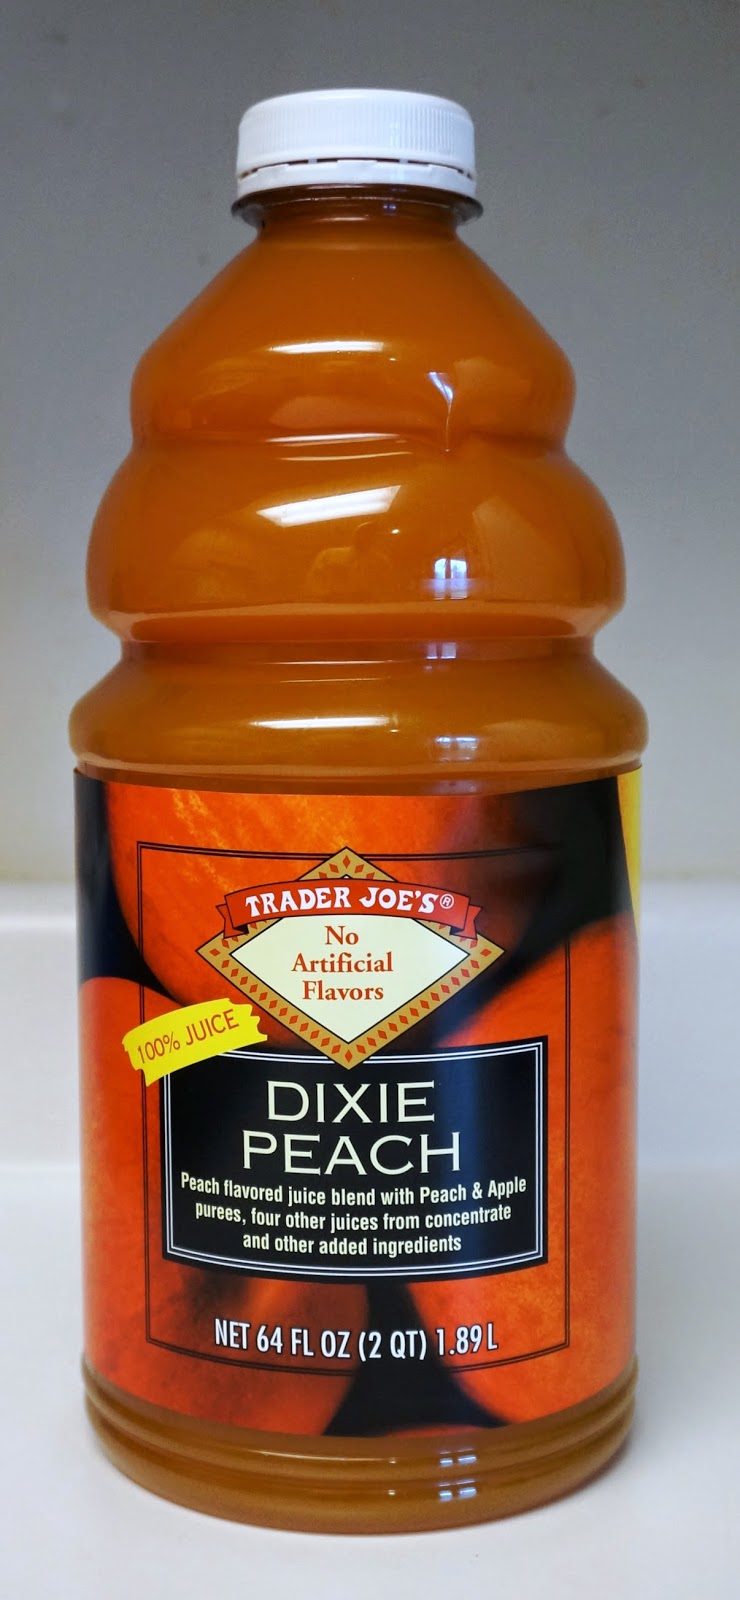 TRADER JOE'S®
No
Artificial
Flavors
100% JUICE
DIXIE
PEACH
Peach flavored juice blend with Peach & Apple
purees, four other juices from concentrate
and other added ingredients
NET 64 FL OZ (2 QT) 1.89 L